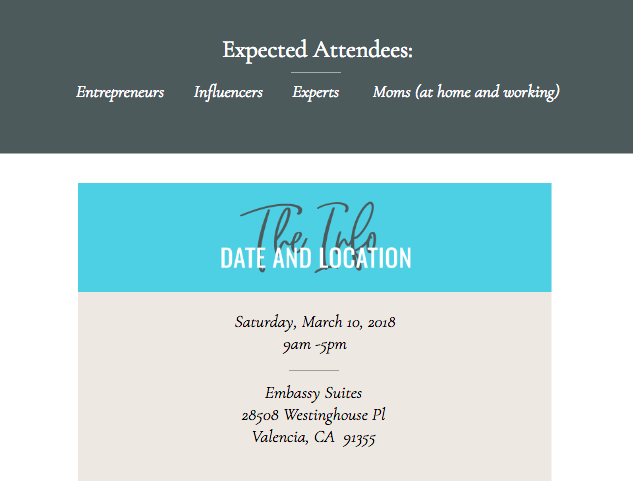 Expected Attendees:
Entrepreneurs Influencers Experts Moms (at home and working)
The Info
DATE AND LOCATION
Saturday, March 10, 2018
9am -5pm
Embassy Suites
28508 Westinghouse Pl
Valencia, CA 91355